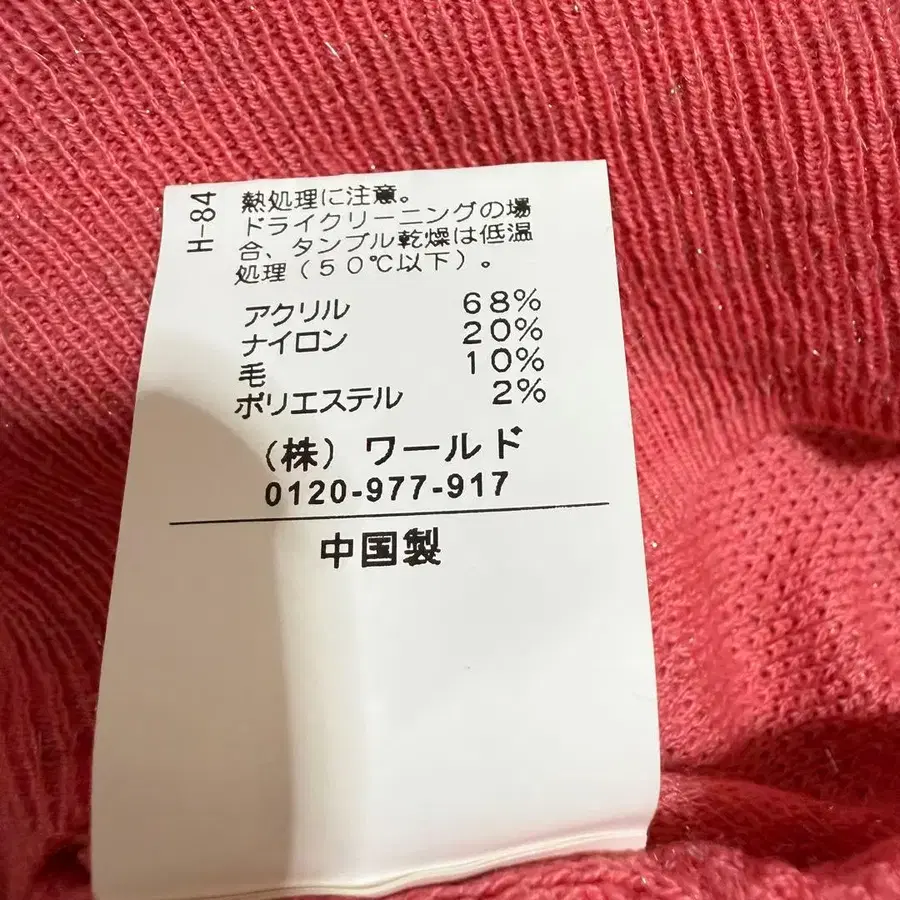 H-84
熱処理に注意。
ドライクリーニングの場
合、タンブル乾燥は低温
処理(50℃以下)。
アクリル 68%
ナイロン 20%
毛 10%
ポリエステル 2%
(株)ワールド
0120-977-917
中国製